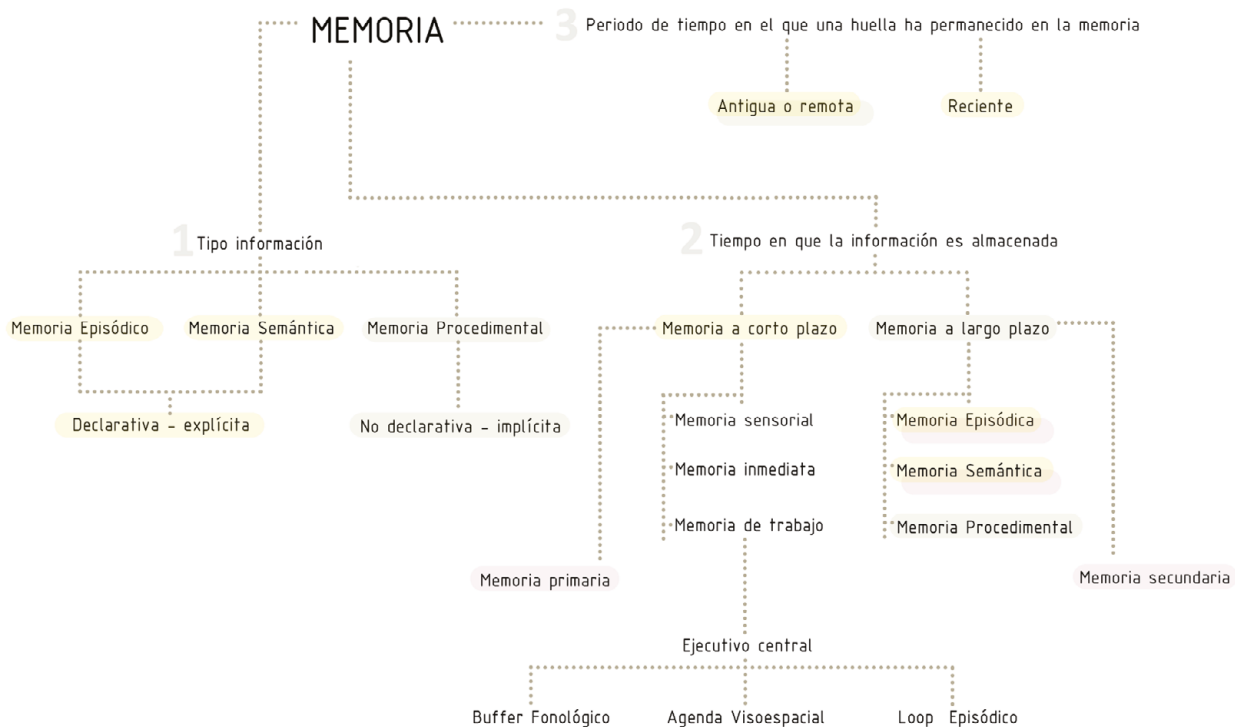 MEMORIA
3 Periodo de tiempo en el que una huella ha permanecido en la memoria
Antigua o remota
Reciente
1 Tipo información
2 Tiempo en que la información es almacenada
Memoria Episódico
Memoria Semántica
Memoria Procedimental
Memoria a corto plazo
Memoria a largo plazo
Declarativa - explícita
No declarativa - implícita
Memoria sensorial
Memoria inmediata
Memoria de trabajo
Memoria Episódica
Memoria Semántica
Memoria Procedimental
Memoria primaria
Memoria secundaria
Ejecutivo central
Buffer Fonológico
Agenda Visoespacial
Loop Episódico